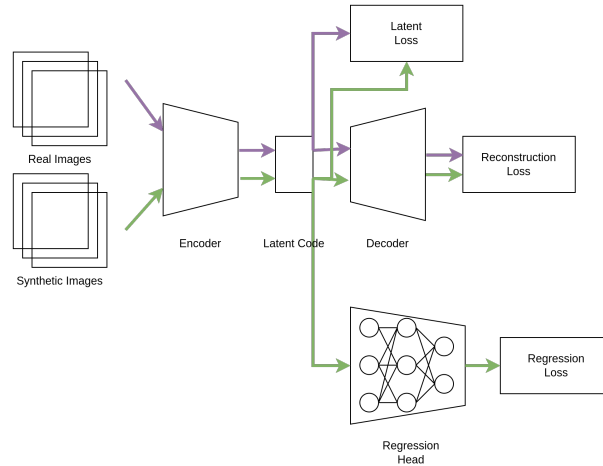 Latent
Loss
Real Images
Reconstruction
Loss
Encoder
Latent Code
Decoder
Synthetic Images
Regression
Loss
Regression
Head